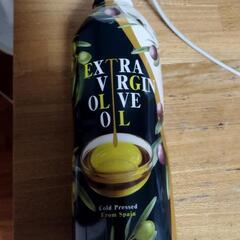 EXTRA
VIRGIN
OLIVE
OIL
Cold Pressed
From Spain